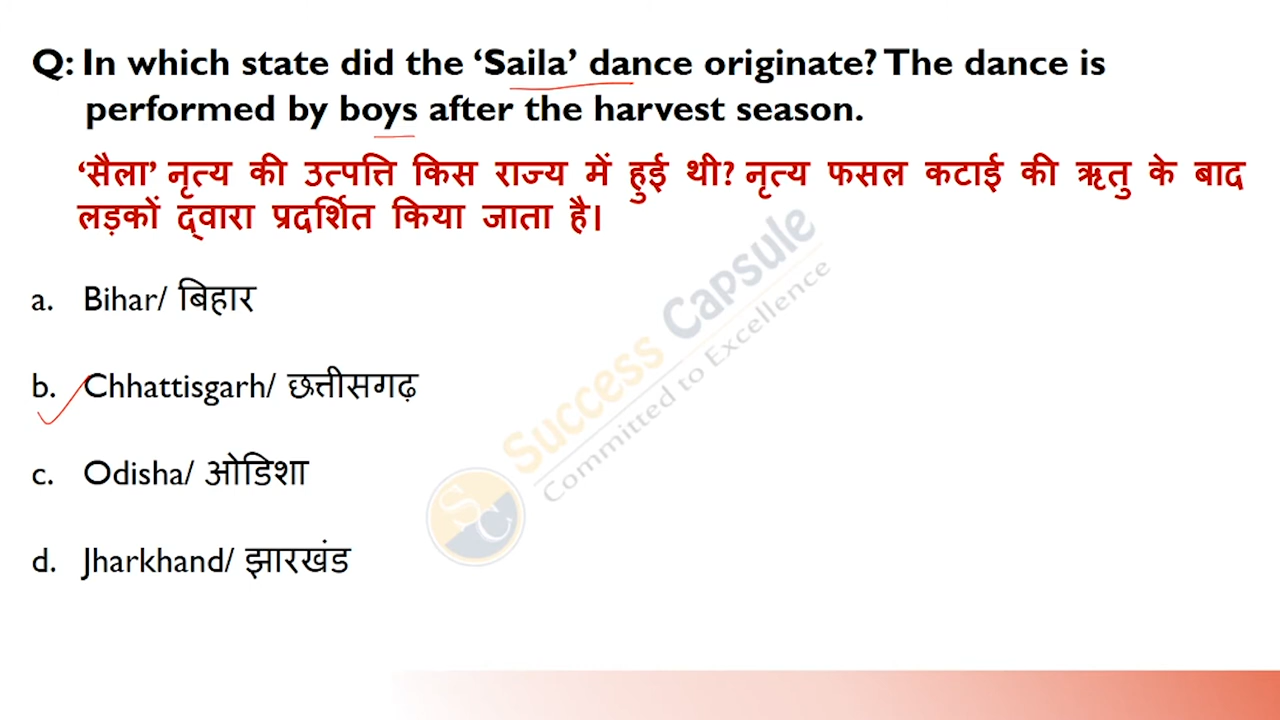 Q: In which state did the ‘Saila’ dance originate? The dance is
performed by boys after the harvest season.
‘सैला’ नृत्य की उत्पत्ति किस राज्य में हुई थी? नृत्य फसल कटाई की ऋतु के बाद
लड़कों द्वारा प्रदर्शित किया जाता है।
a. Bihar/ बिहार
b. Chhattisgarh/ छत्तीसगढ़
c. Odisha/ ओडिशा
d. Jharkhand/ झारखंड
SC
Success Capsule
Committed to Excellence